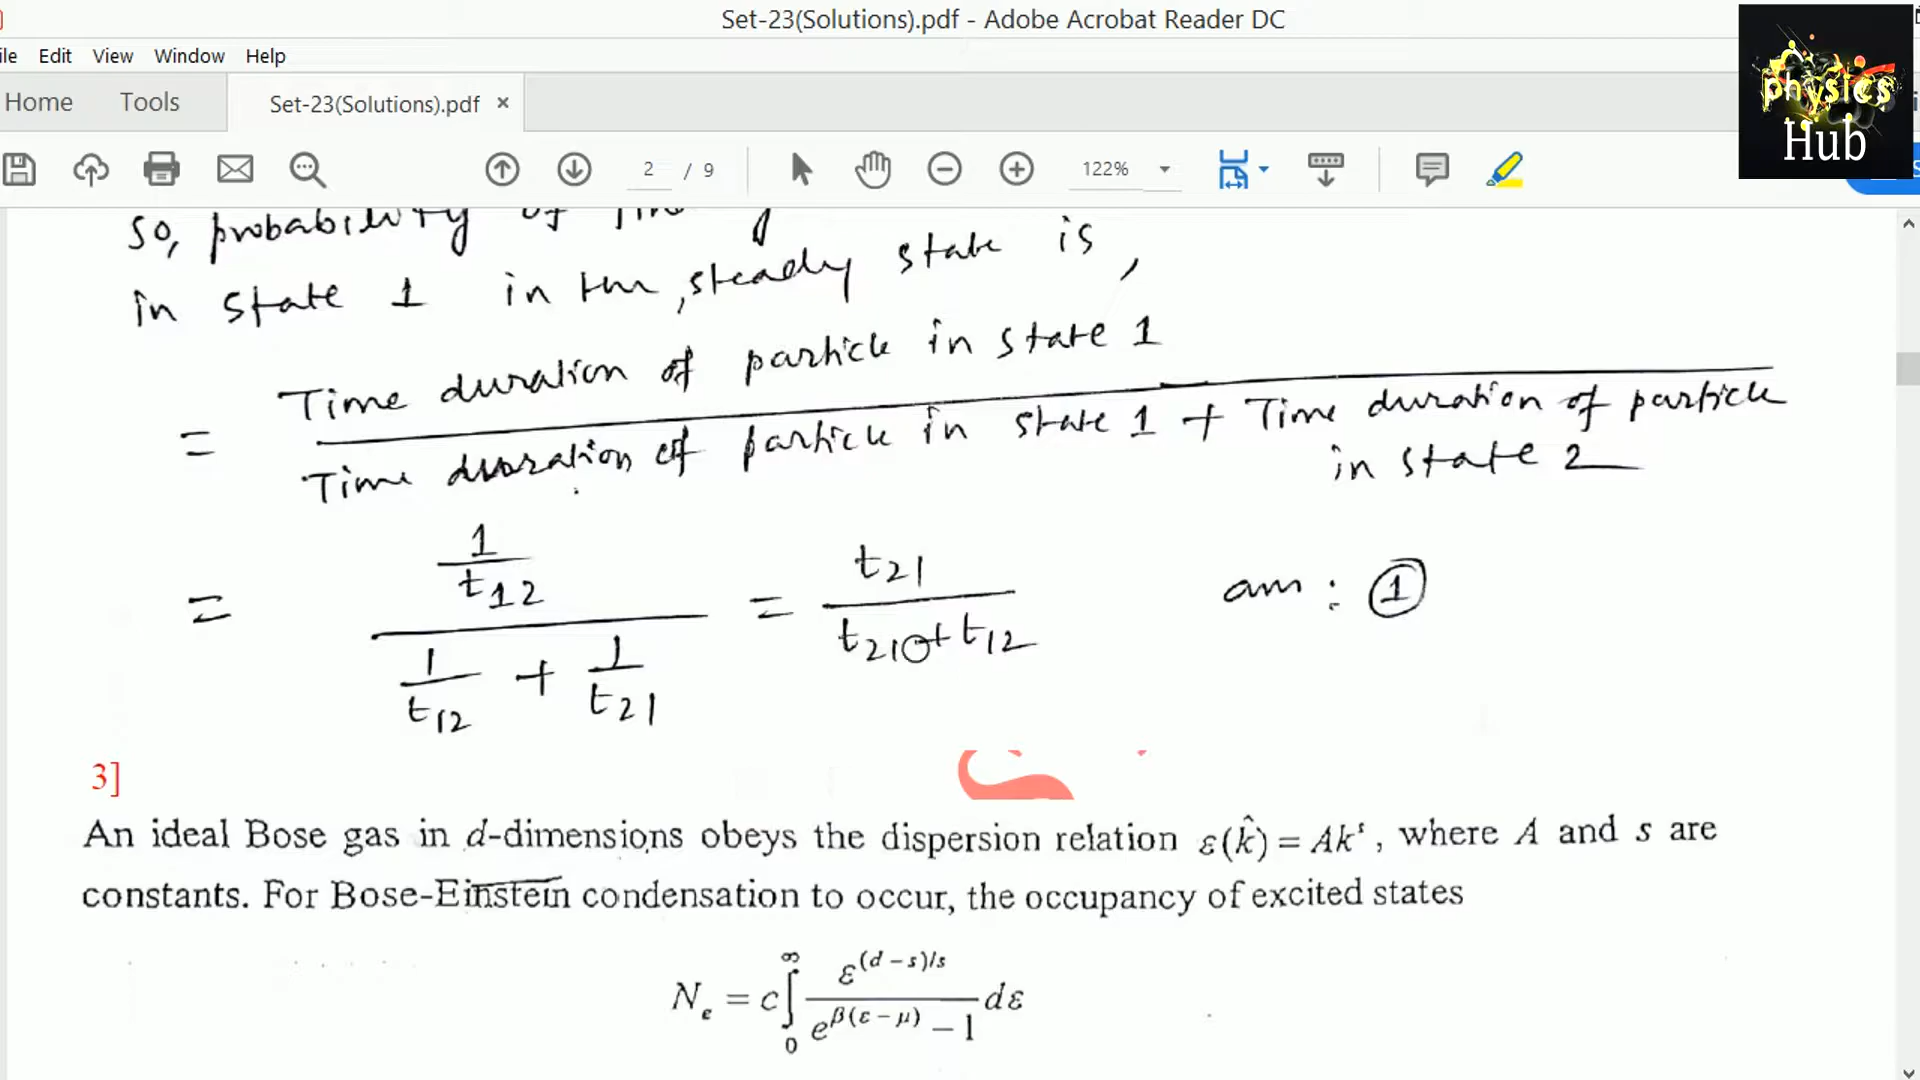 Set-23(Solutions).pdf - Adobe Acrobat Reader DC
ile Edit View Window Help
Home Tools Set-23(Solutions).pdf ×
2 / 9 122%
physics
Hub
so, probability of
in state 1 in the, steady state is,
= Time duration of particle in state 1
Time duration of particle in state 1 + Time duration of particle
in state 2
= 1/t12 / (1/t12 + 1/t21) = t21 / (t21 + t12) ans : ①
3]
An ideal Bose gas in d-dimensions obeys the dispersion relation ε(k̂) = Akˢ, where A and s are
constants. For Bose-Einstein condensation to occur, the occupancy of excited states
Nₑ = c∫₀^∞ ε^((d – s)/s) / (e^(β(ε – μ)) – 1) dε